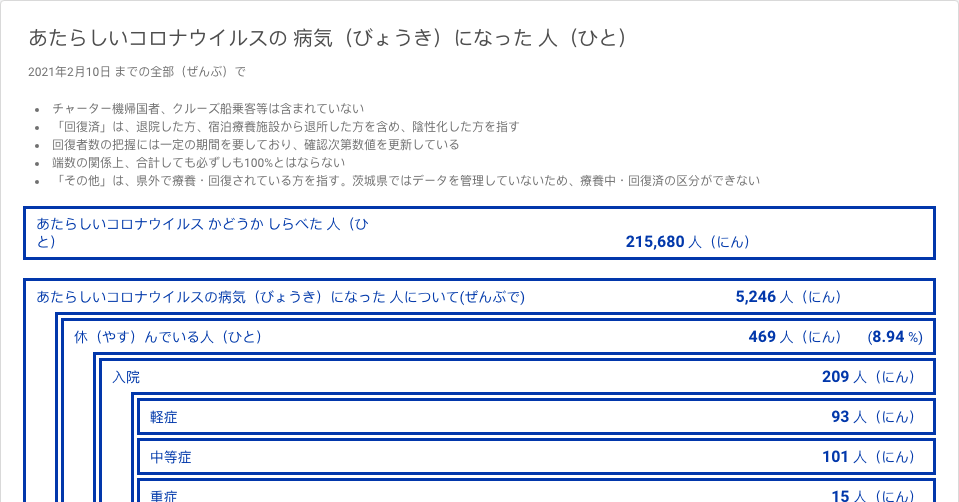 あたらしいコロナウイルスの 病気（びょうき）になった 人（ひと）
2021年2月10日 までの全部（ぜんぶ）で
チャーター機帰国者、クルーズ船乗客等は含まれていない
「回復済」は、退院した方、宿泊療養施設から退所した方を含め、陰性化した方を指す
回復者数の把握には一定の期間を要しており、確認次第数値を更新している
端数の関係上、合計しても必ずしも100%とはならない
「その他」は、県外で療養・回復されている方を指す。茨城県ではデータを管理していないため、療養中・回復済の区分ができない
あたらしいコロナウイルス かどうか しらべた 人（ひ
と） 215,680 人（にん）
あたらしいコロナウイルスの病気（びょうき）になった 人について(ぜんぶで) 5,246 人（にん）
休（やす）んでいる人（ひと） 469 人（にん） (8.94 %)
入院 209 人（にん）
軽症 93 人（にん）
中等症 101 人（にん）
重症 15 人（にん）